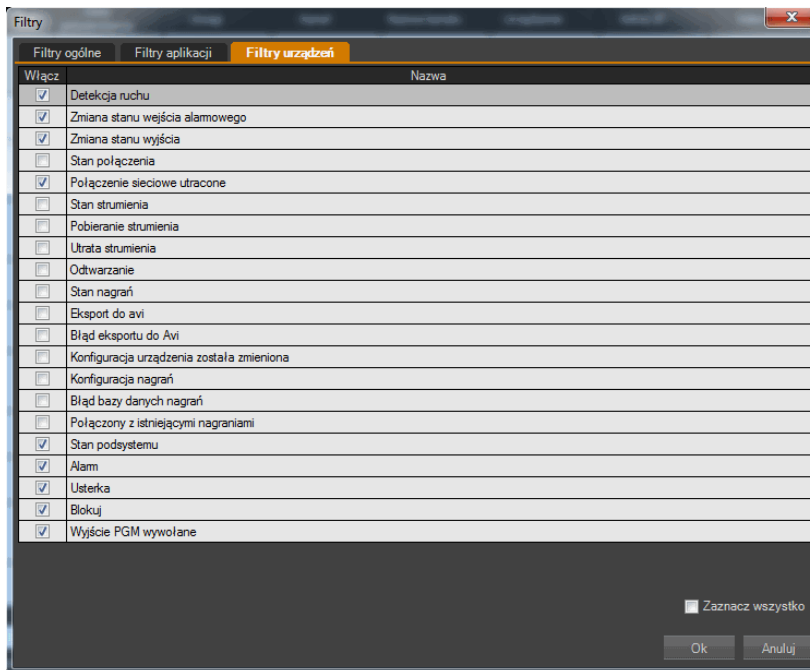 Filtry
Filtry ogólne Filtry aplikacji Filtry urządzeń
Włącz Nazwa
Detekcja ruchu
Zmiana stanu wejścia alarmowego
Zmiana stanu wyjścia
Stan połączenia
Połączenie sieciowe utracone
Stan strumienia
Pobieranie strumienia
Utrata strumienia
Odtwarzanie
Stan nagrań
Eksport do avi
Błąd eksportu do Avi
Konfiguracja urządzenia została zmieniona
Konfiguracja nagrań
Błąd bazy danych nagrań
Połączony z istniejącymi nagraniami
Stan podsystemu
Alarm
Usterka
Blokuj
Wyjście PGM wywołane
Zaznacz wszystko
Ok Anuluj